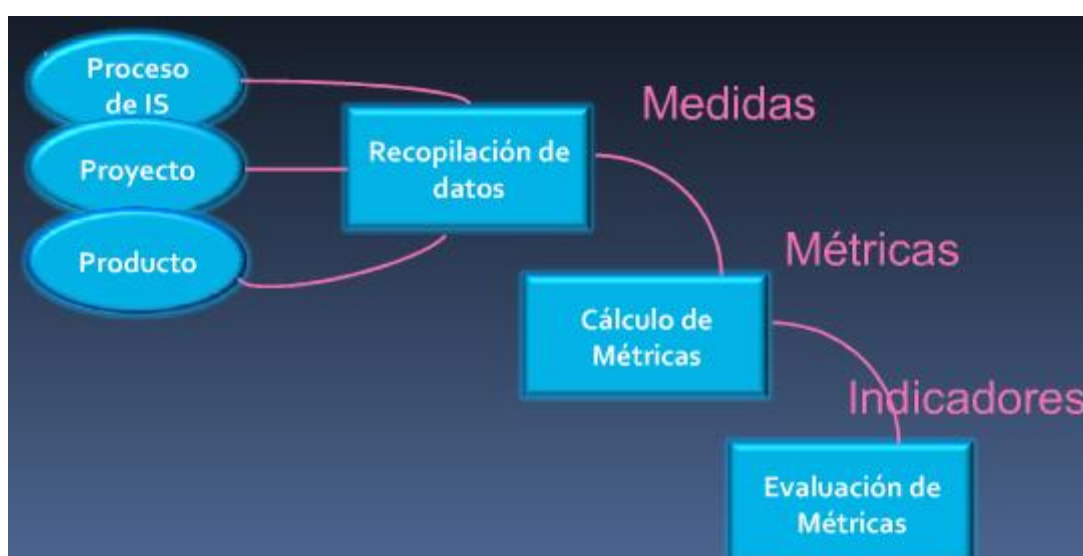 Proceso
de IS
Proyecto
Producto
Recopilación de
datos
Medidas
Métricas
Cálculo de
Métricas
Indicadores
Evaluación de
Métricas